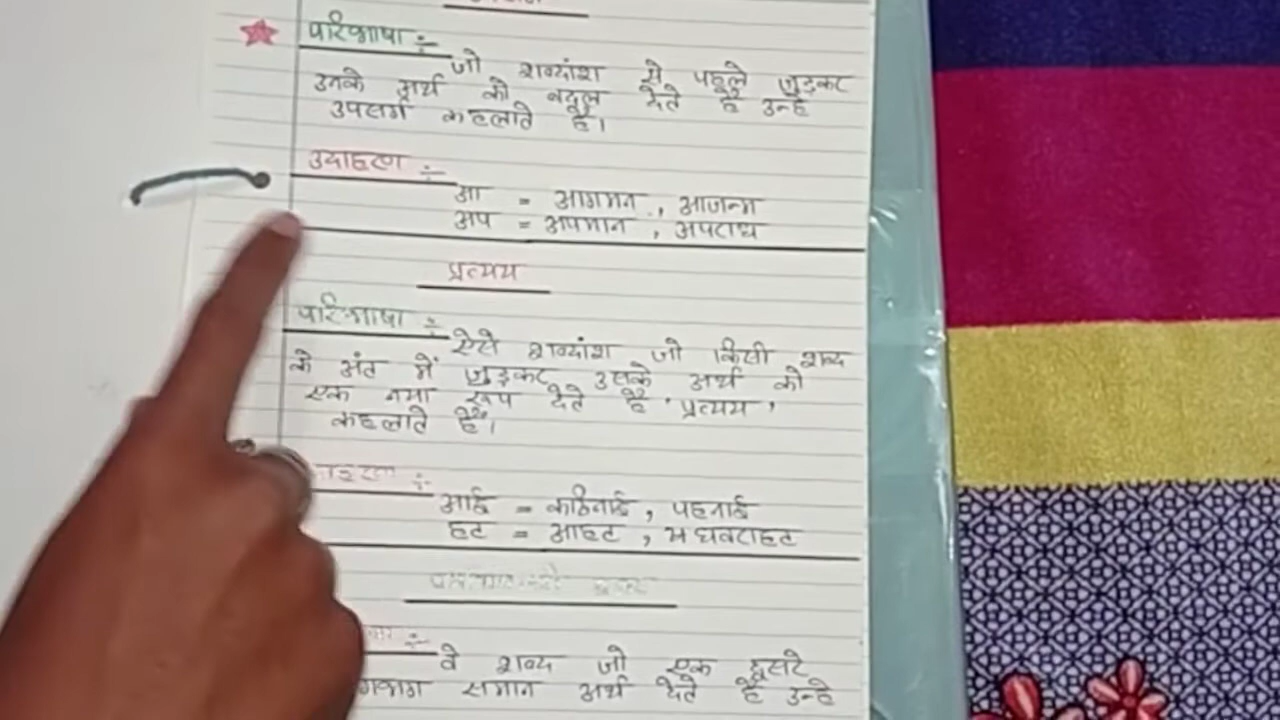 परिभाषा ÷
जो शब्दांश से पहले जुड़कर
उनके अर्थ को बदल देते है उन्हे
उपसर्ग कहलाते है।
उदाहरण ÷
आ = आगमन , आजन्म
अप = अपमान , अपराध
प्रत्यय
परिभाषा ÷
ऐसे शब्दांश जो किसी शब्द
के अंत में जुड़कर उसके अर्थ को
एक नया रूप देते है ' प्रत्यय '
कहलाते हैं।
÷
आई = कठिनाई , पहनाई
हट = आहट , घबराहट
÷
वे शब्द जो एक दूसरे
समान अर्थ देते है उन्हे